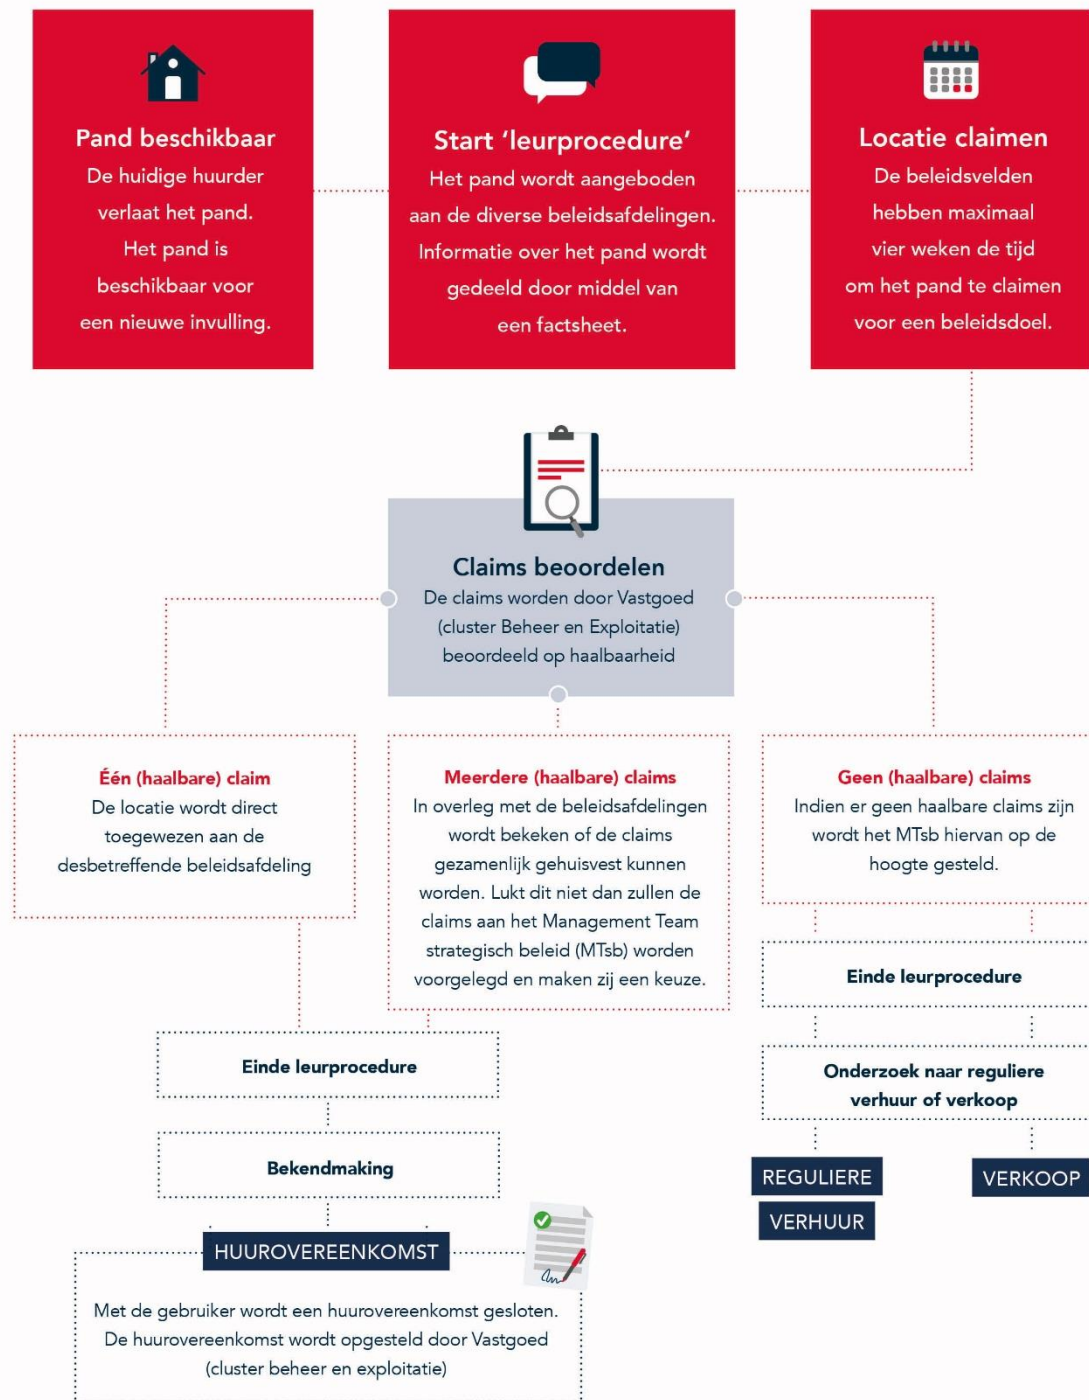 Pand beschikbaar
De huidige huurder
verlaat het pand.
Het pand is
beschikbaar voor
een nieuwe invulling.
Start ‘leurprocedure’
Het pand wordt aangeboden
aan de diverse beleidsafdelingen.
Informatie over het pand wordt
gedeeld door middel van
een factsheet.
Locatie claimen
De beleidsvelden
hebben maximaal
vier weken de tijd
om het pand te claimen
voor een beleidsdoel.
Claims beoordelen
De claims worden door Vastgoed
(cluster Beheer en Exploitatie)
beoordeeld op haalbaarheid
Één (haalbare) claim
De locatie wordt direct
toegewezen aan de
desbetreffende beleidsafdeling
Meerdere (haalbare) claims
In overleg met de beleidsafdelingen
wordt bekeken of de claims
gezamenlijk gehuisvest kunnen
worden. Lukt dit niet dan zullen de
claims aan het Management Team
strategisch beleid (MTsb) worden
voorgelegd en maken zij een keuze.
Geen (haalbare) claims
Indien er geen haalbare claims zijn
wordt het MTsb hiervan op de
hoogte gesteld.
Einde leurprocedure
Onderzoek naar reguliere
verhuur of verkoop
REGULIERE
VERHUUR
VERKOOP
Einde leurprocedure
Bekendmaking
HUUROVEREENKOMST
Met de gebruiker wordt een huurovereenkomst gesloten.
De huurovereenkomst wordt opgesteld door Vastgoed
(cluster beheer en exploitatie)